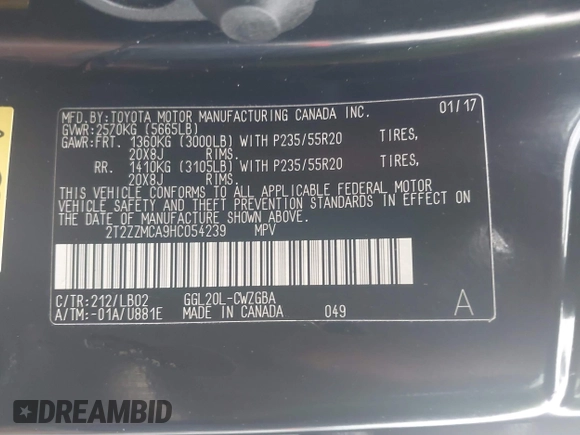 MFD.BY:TOYOTA MOTOR MANUFACTURING CANADA INC. 01/17
GVWR:2570KG (5665LB)
GAWR:FRT. 1360KG (3000LB) WITH P235/55R20 TIRES,
20X8J RIMS.
RR. 1410KG (3105LB) WITH P235/55R20 TIRES,
20X8J RIMS.
THIS VEHICLE CONFORMS TO ALL APPLICABLE FEDERAL MOTOR
VEHICLE SAFETY AND THEFT PREVENTION STANDARDS IN EFFECT ON
THE DATE OF MANUFACTURE SHOWN ABOVE.
2T2ZZMCA9HC054239 MPV
C/TR:212/LB02 GGL20L-CWZGBA A
A/TM:-01A/U881E MADE IN CANADA 049
DREAMBID